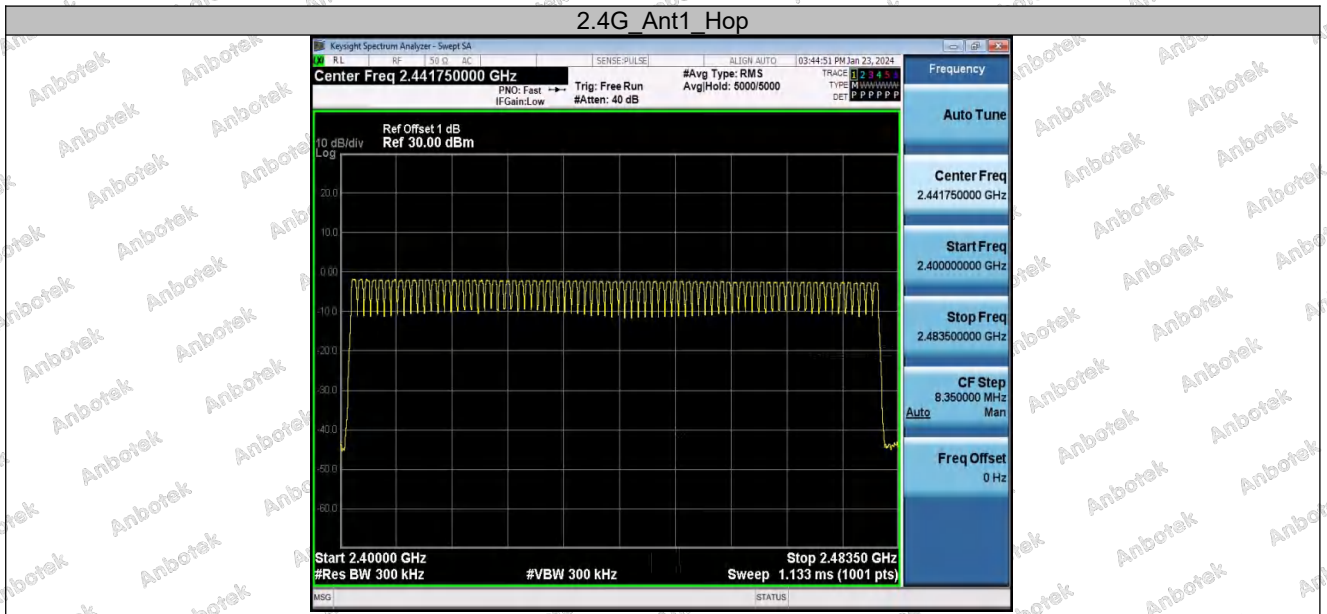 2.4G_Ant1_Hop
Keysight Spectrum Analyzer - Swept SA
RL RF 50 Ω AC SENSE:PULSE ALIGN AUTO 03:44:51 PM Jan 23, 2024
Center Freq 2.441750000 GHz
PNO: Fast
IFGain:Low
Trig: Free Run
#Atten: 40 dB
#Avg Type: RMS
Avg|Hold: 5000/5000
TRACE 1 2 3 4 5 6
TYPE M WWWWW
DET P P P P P P
Ref Offset 1 dB
10 dB/div Ref 30.00 dBm
Log
20.0
10.0
0.00
-10.0
-20.0
-30.0
-40.0
-50.0
-60.0
Start 2.40000 GHz Stop 2.48350 GHz
#Res BW 300 kHz #VBW 300 kHz Sweep 1.133 ms (1001 pts)
MSG STATUS
Frequency
Auto Tune
Center Freq
2.441750000 GHz
Start Freq
2.400000000 GHz
Stop Freq
2.483500000 GHz
CF Step
8.350000 MHz
Auto Man
Freq Offset
0 Hz
Anbotek